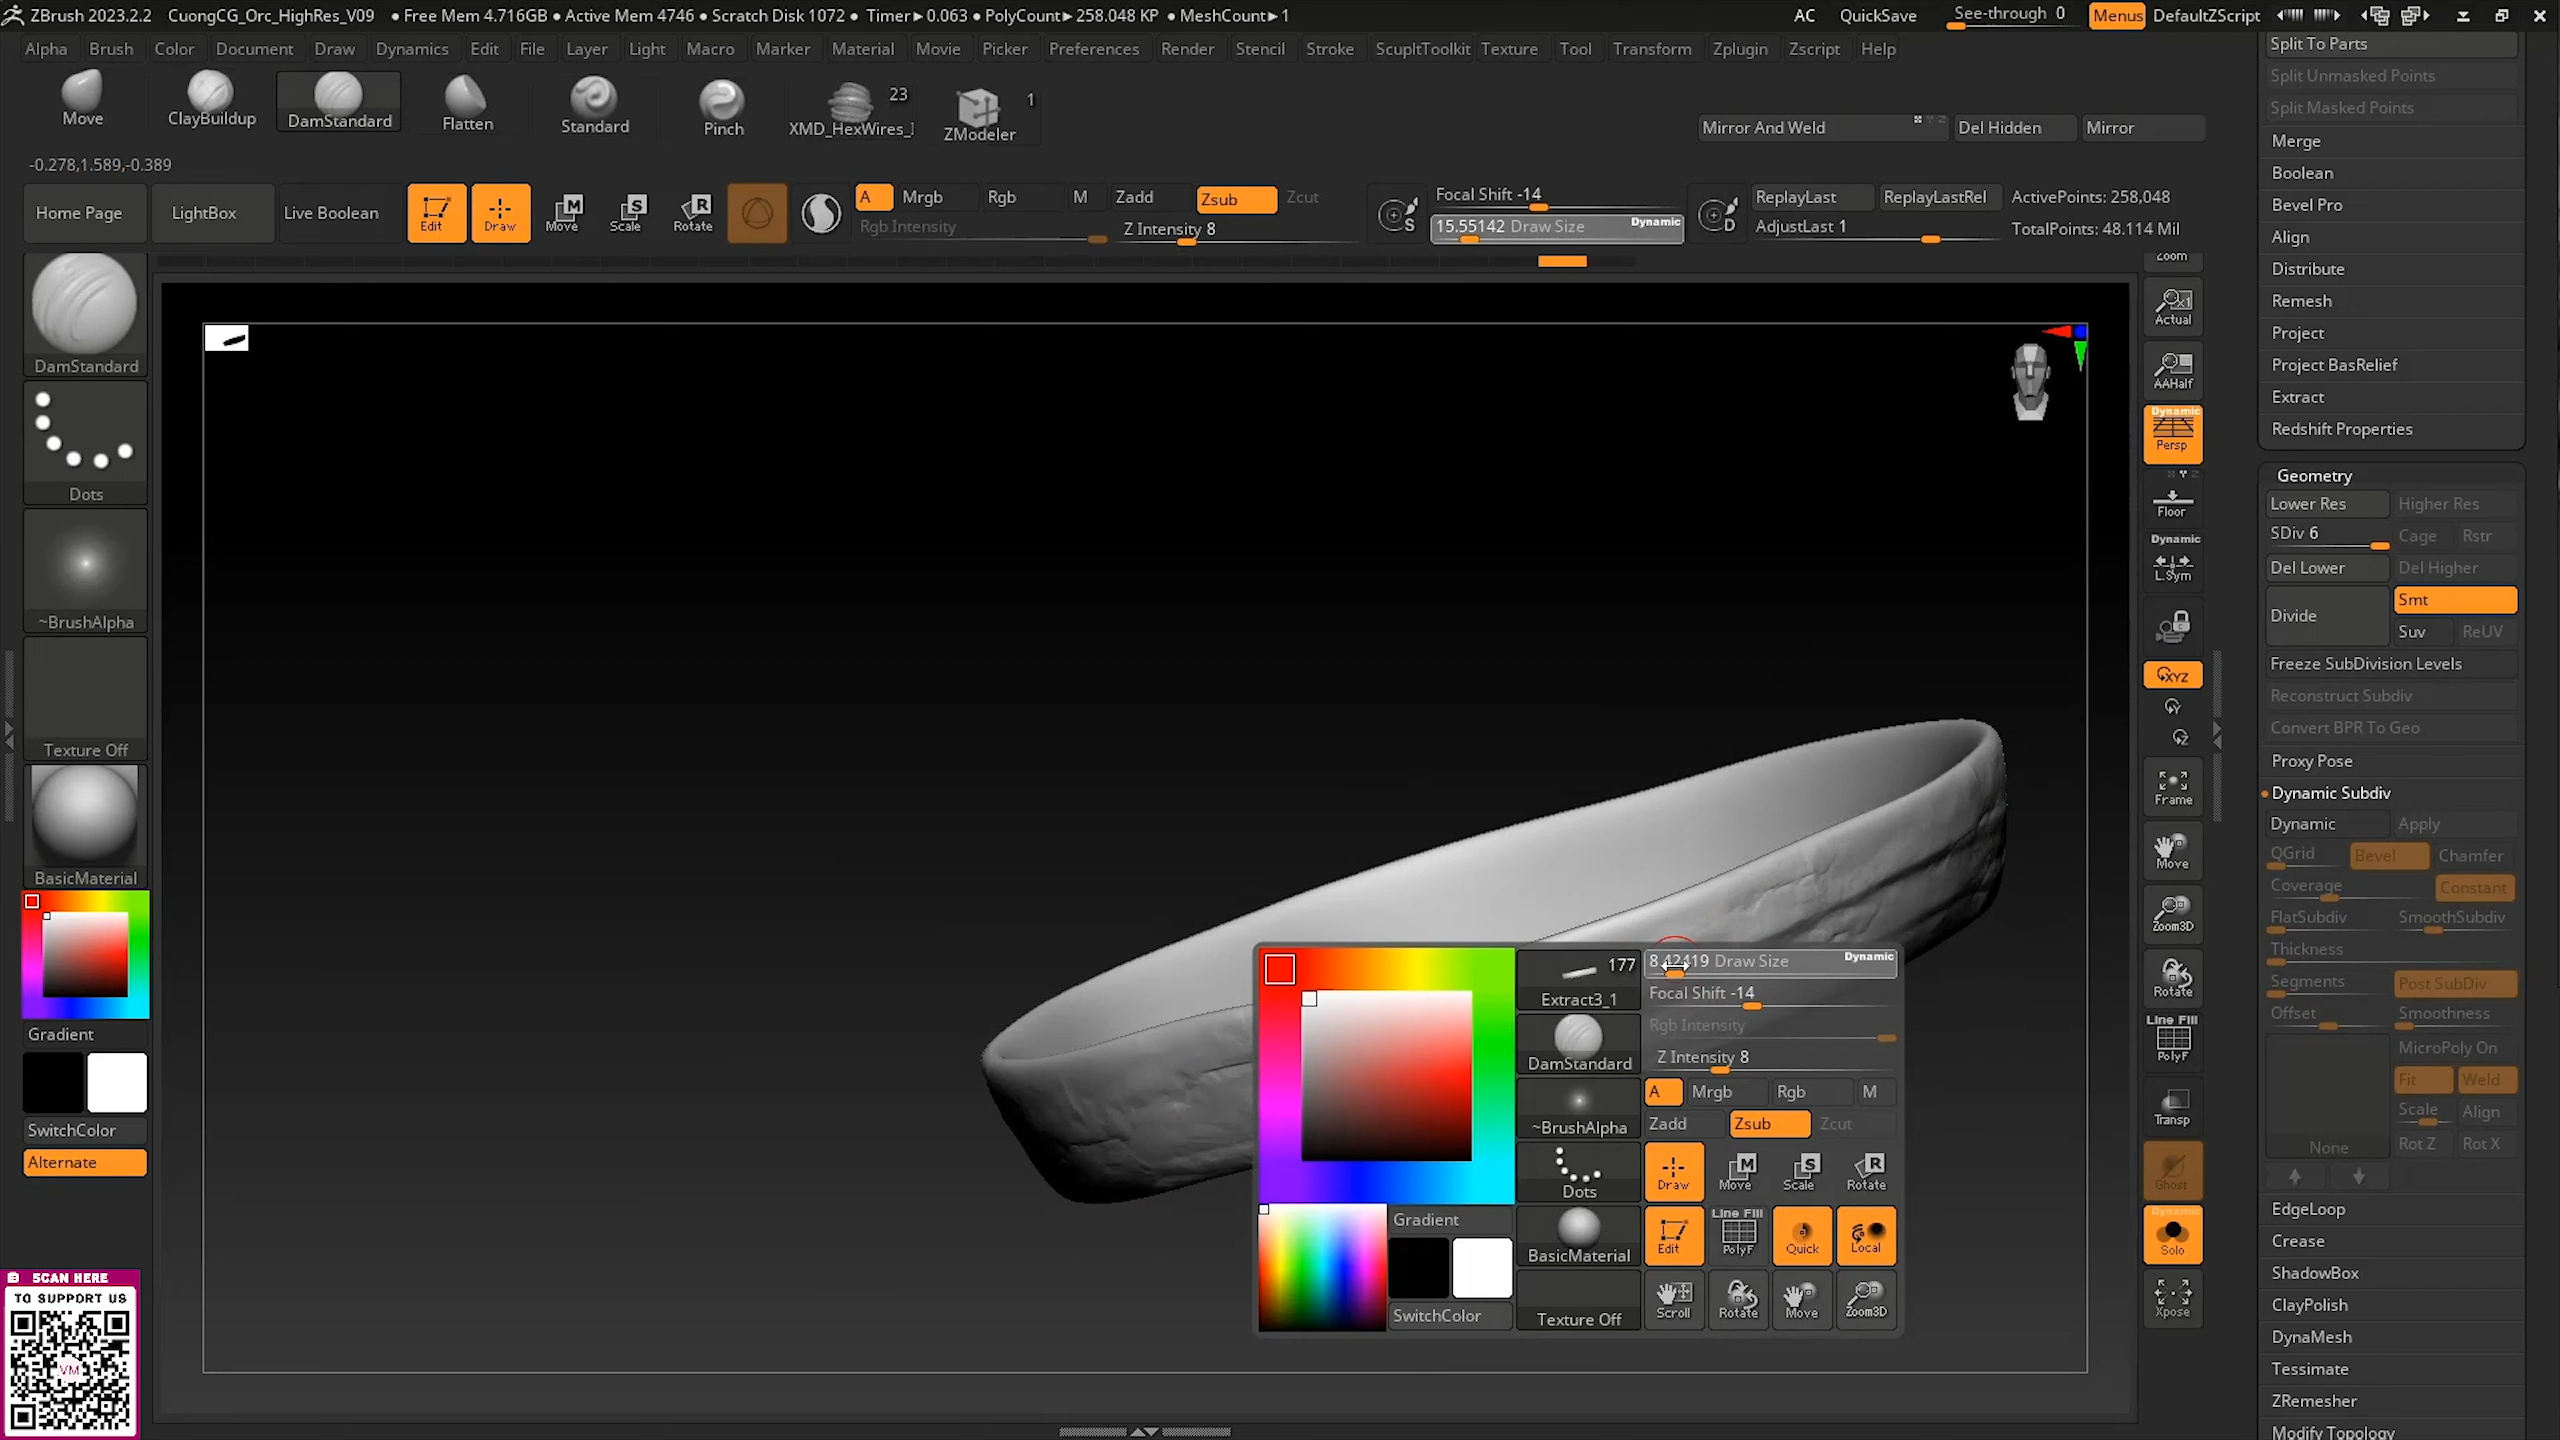 ZBrush 2023.2.2 CuongCG_Orc_HighRes_V09 • Free Mem 4.716GB • Active Mem 4746 • Scratch Disk 1072 • Timer▸0.063 • PolyCount▸258.048 KP • MeshCount▸1 AC QuickSave See-through 0 Menus DefaultZScript
Alpha Brush Color Document Draw Dynamics Edit File Layer Light Macro Marker Material Movie Picker Preferences Render Stencil Stroke ScupltToolkit Texture Tool Transform Zplugin Zscript Help
Move ClayBuildup DamStandard Flatten Standard Pinch XMD_HexWires_I 23 ZModeler 1
Mirror And Weld Del Hidden Mirror
-0.278,1.589,-0.389
Home Page LightBox Live Boolean Edit Draw Move Scale Rotate A Mrgb Rgb M Zadd Zsub Zcut
Rgb Intensity Z Intensity 8
Focal Shift -14
15.55142 Draw Size Dynamic
ReplayLast ReplayLastRel ActivePoints: 258,048
AdjustLast 1 TotalPoints: 48.114 Mil
DamStandard
Dots
~BrushAlpha
Texture Off
BasicMaterial
Gradient
SwitchColor
Alternate
SCAN HERE
TO SUPPORT US
VM
177
Extract3_1
DamStandard
~BrushAlpha
Dots
BasicMaterial
Texture Off
Gradient
SwitchColor
Draw Size Dynamic
Focal Shift -14
Rgb Intensity
Z Intensity 8
A Mrgb Rgb M
Zadd Zsub Zcut
Draw Move Scale Rotate
Line Fill
Edit PolyF Quick Local
Scroll Rotate Move Zoom3D
Zoom
Actual
AAHalf
Dynamic
Persp
Floor
Dynamic
L.Sym
XYZ
Frame
Move
Zoom3D
Rotate
Line Fill
PolyF
Transp
Ghost
Dynamic
Solo
Xpose
Split To Parts
Split Unmasked Points
Split Masked Points
Merge
Boolean
Bevel Pro
Align
Distribute
Remesh
Project
Project BasRelief
Extract
Redshift Properties
Geometry
Lower Res Higher Res
SDiv 6 Cage Rstr
Del Lower Del Higher
Divide Smt
Suv ReUV
Freeze SubDivision Levels
Reconstruct Subdiv
Convert BPR To Geo
Proxy Pose
Dynamic Subdiv
Dynamic Apply
QGrid Bevel Chamfer
Coverage Constant
FlatSubdiv SmoothSubdiv
Thickness
Segments Post SubDiv
Offset Smoothness
MicroPoly On
Fit Weld
Scale Align
None Rot Z Rot X
EdgeLoop
Crease
ShadowBox
ClayPolish
DynaMesh
Tessimate
ZRemesher
Modify Topology